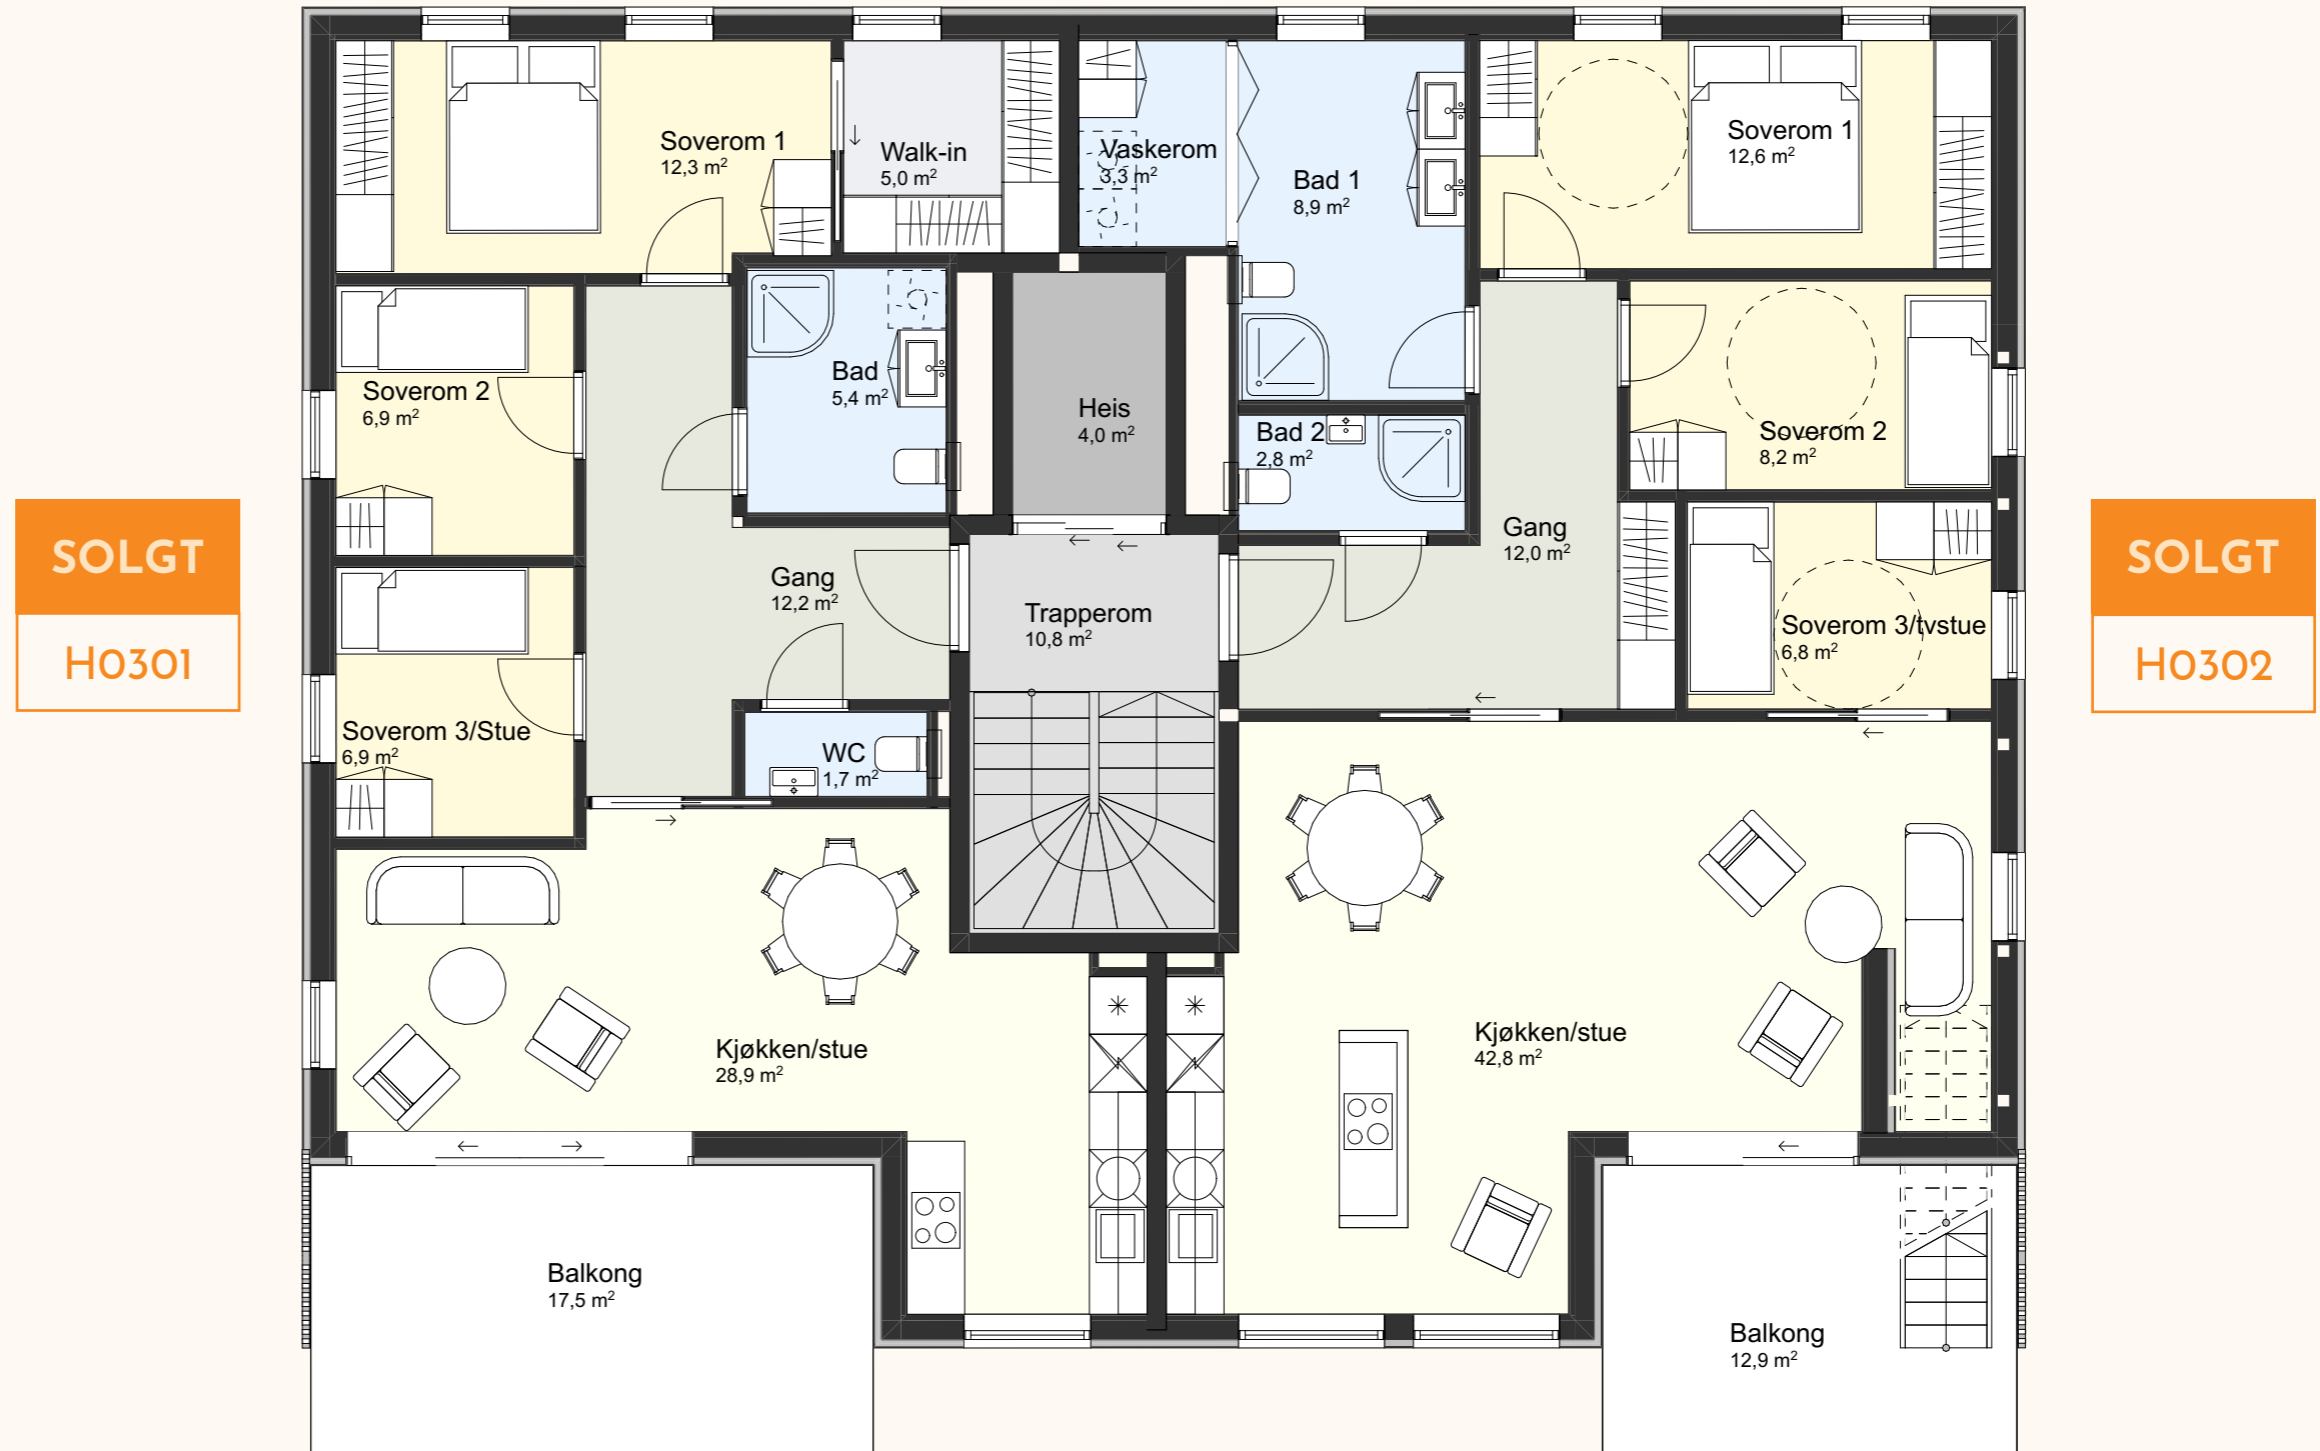 SOLGT
H0301
Soverom 1
12,3 m²
Walk-in
5,0 m²
Soverom 2
6,9 m²
Bad
5,4 m²
Gang
12,2 m²
Soverom 3/Stue
6,9 m²
WC
1,7 m²
Kjøkken/stue
28,9 m²
Balkong
17,5 m²
Heis
4,0 m²
Trapperom
10,8 m²
Vaskerom
3,3 m²
Bad 1
8,9 m²
Soverom 1
12,6 m²
Bad 2
2,8 m²
Soverom 2
8,2 m²
Gang
12,0 m²
Soverom 3/tvstue
6,8 m²
Kjøkken/stue
42,8 m²
Balkong
12,9 m²
SOLGT
H0302